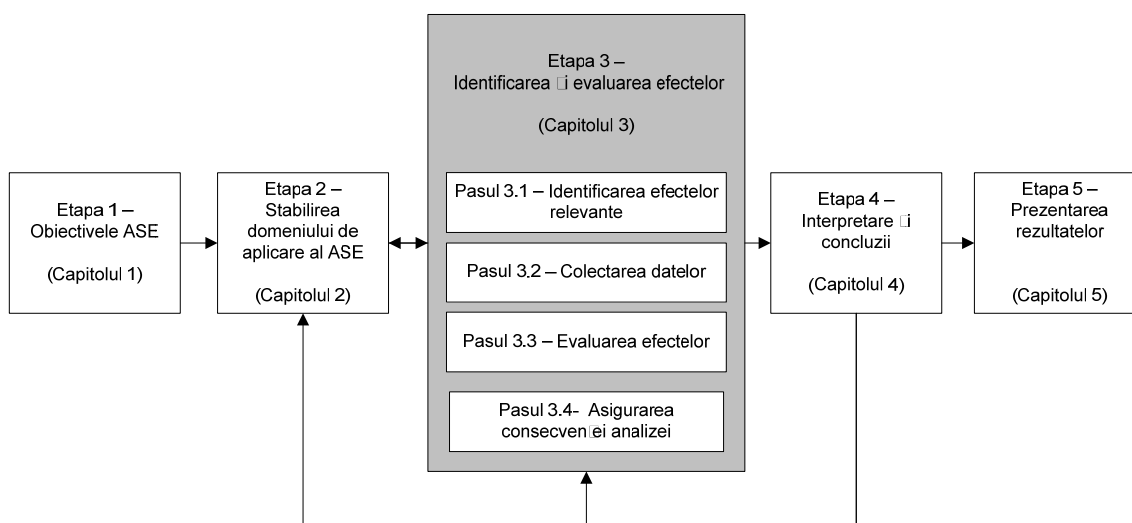 Etapa 1 –
Obiectivele ASE
(Capitolul 1)
Etapa 2 –
Stabilirea
domeniului de
aplicare al ASE
(Capitolul 2)
Etapa 3 –
Identificarea □i evaluarea efectelor
(Capitolul 3)
Pasul 3.1 – Identificarea efectelor
relevante
Pasul 3.2 – Colectarea datelor
Pasul 3.3 – Evaluarea efectelor
Pasul 3.4- Asigurarea
consecven□ei analizei
Etapa 4 –
Interpretare □i
concluzii
(Capitolul 4)
Etapa 5 –
Prezentarea
rezultatelor
(Capitolul 5)